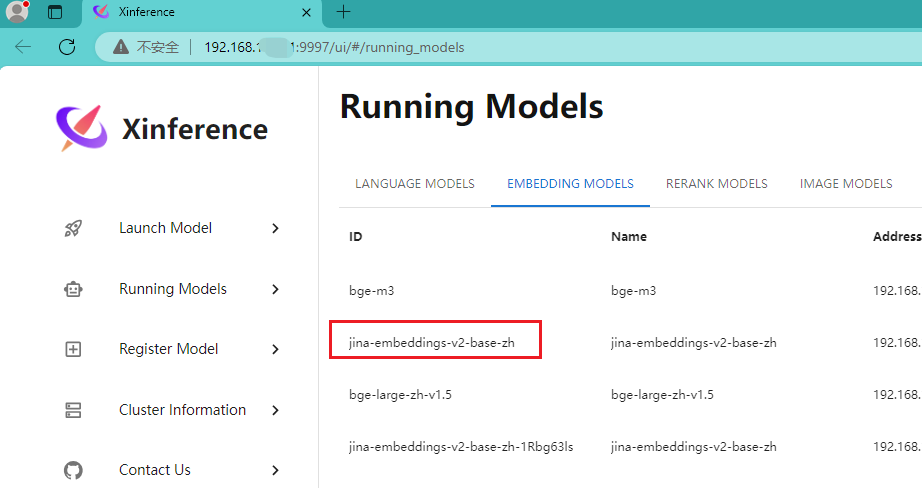 Xinference
不安全 192.168.1 1:9997/ui/#/running_models
Xinference
Running Models
LANGUAGE MODELS EMBEDDING MODELS RERANK MODELS IMAGE MODELS
ID Name Address
Launch Model
bge-m3 bge-m3 192.168.
Running Models
jina-embeddings-v2-base-zh jina-embeddings-v2-base-zh 192.168.
Register Model
bge-large-zh-v1.5 bge-large-zh-v1.5 192.168.
Cluster Information
jina-embeddings-v2-base-zh-1Rbg63ls jina-embeddings-v2-base-zh 192.168.
Contact Us